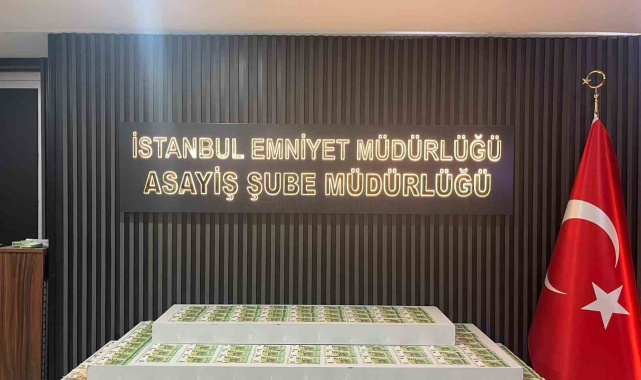 İSTANBUL EMNİYET MÜDÜRLÜĞÜ
ASAYİŞ ŞUBE MÜDÜRLÜĞÜ